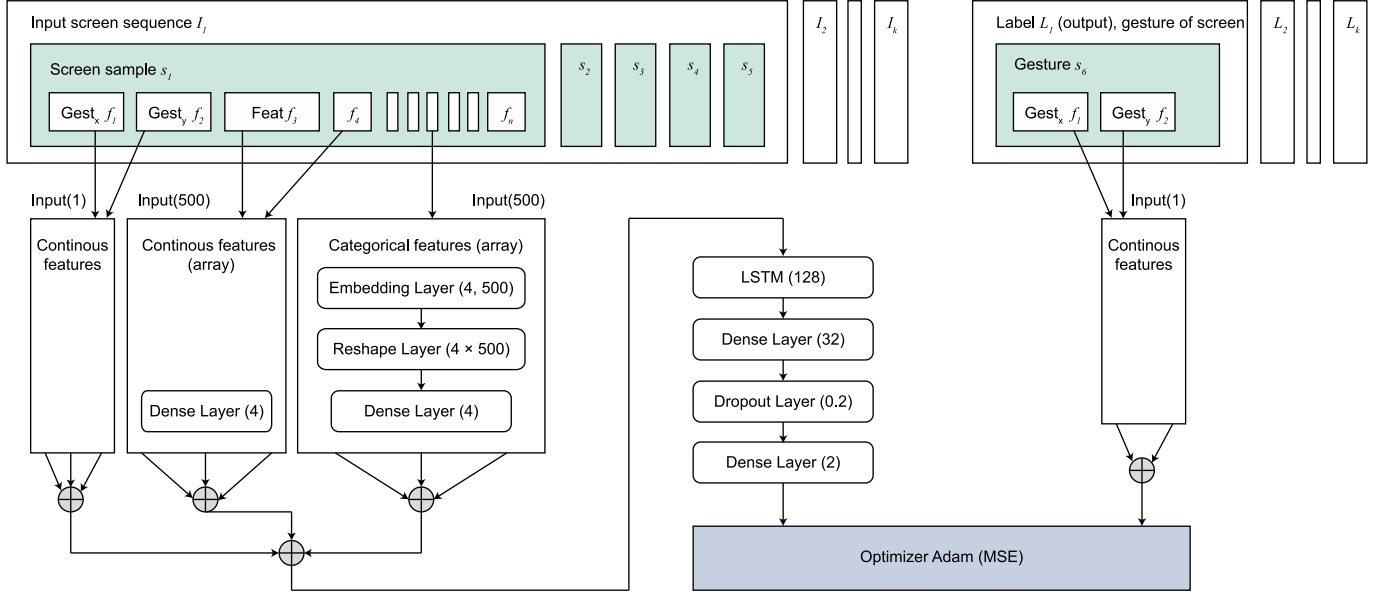 Input screen sequence I1
I2
Ik
Label L1 (output), gesture of screen
L2
Lk
Screen sample s1
s2
s3
s4
s5
Gesture s6
Gestx f1
Gesty f2
Feat f3
f4
fn
Gestx f1
Gesty f2
Input(1)
Input(500)
Input(500)
Input(1)
Continous
features
Continous features
(array)
Categorical features (array)
Continous
features
Embedding Layer (4, 500)
Reshape Layer (4 × 500)
Dense Layer (4)
Dense Layer (4)
LSTM (128)
Dense Layer (32)
Dropout Layer (0.2)
Dense Layer (2)
Optimizer Adam (MSE)